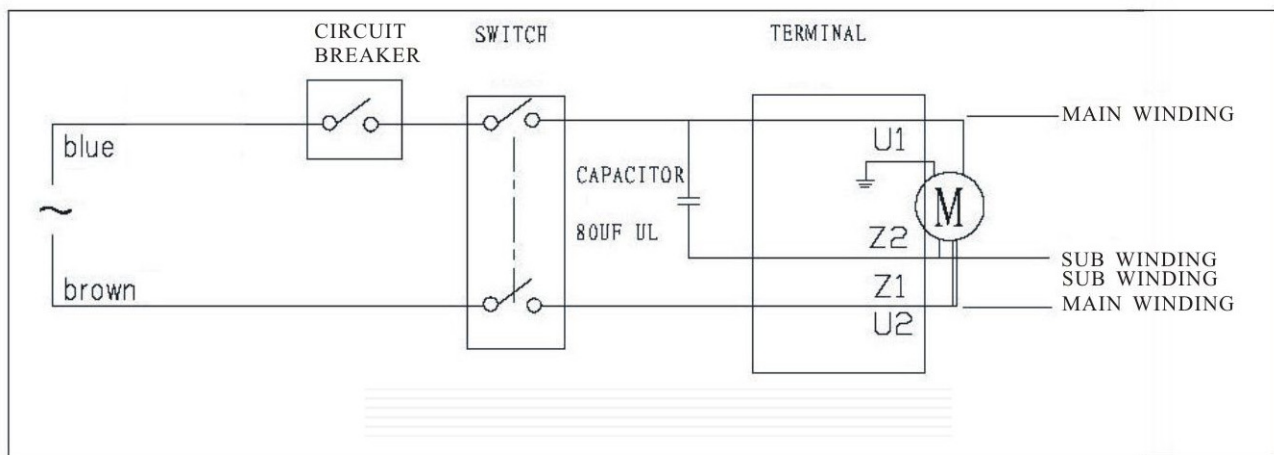 CIRCUIT
BREAKER
SWITCH
TERMINAL
MAIN WINDING
blue
U1
CAPACITOR
M
~
80UF UL
Z2
SUB WINDING
SUB WINDING
brown
Z1
MAIN WINDING
U2